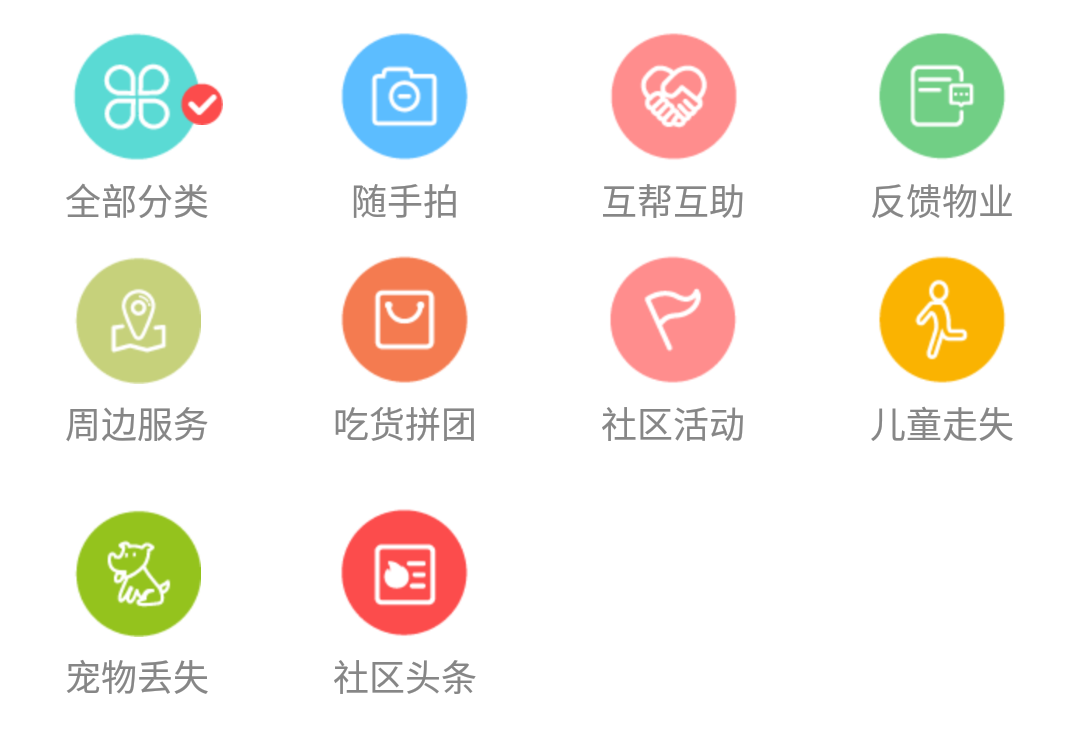 全部分类
随手拍
互帮互助
反馈物业
周边服务
吃货拼团
社区活动
儿童走失
宠物丢失
社区头条